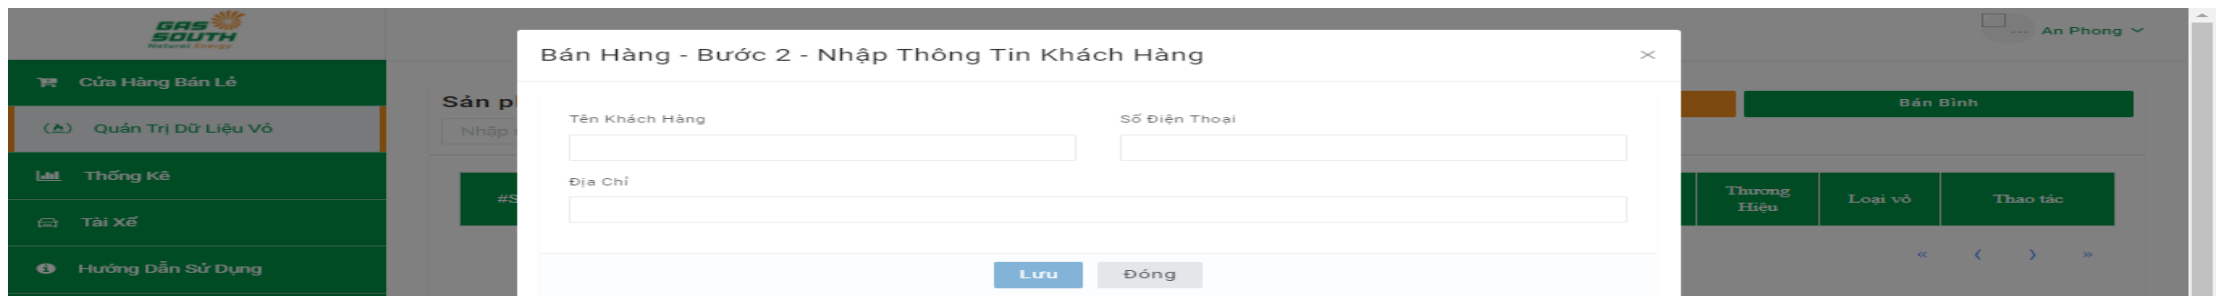 GAS
SOUTH
Natural Energy
An Phong
Bán Hàng - Bước 2 - Nhập Thông Tin Khách Hàng
×
Cửa Hàng Bán Lẻ
Sản p
Bán Bình
Tên Khách Hàng
Số Điện Thoại
Quản Trị Dữ Liệu Vỏ
Nhập
Thống Kê
Địa Chỉ
#S
Thương
Hiệu
Loại vỏ
Thao tác
Tài Xế
« ‹ › »
Hướng Dẫn Sử Dụng
Lưu
Đóng